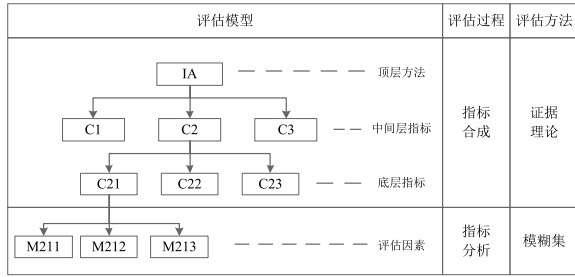 评估模型 评估过程 评估方法
IA 顶层方法
C1 C2 C3 中间层指标
指标
合成
证据
理论
C21 C22 C23 底层指标
M211 M212 M213 评估因素
指标
分析
模糊集